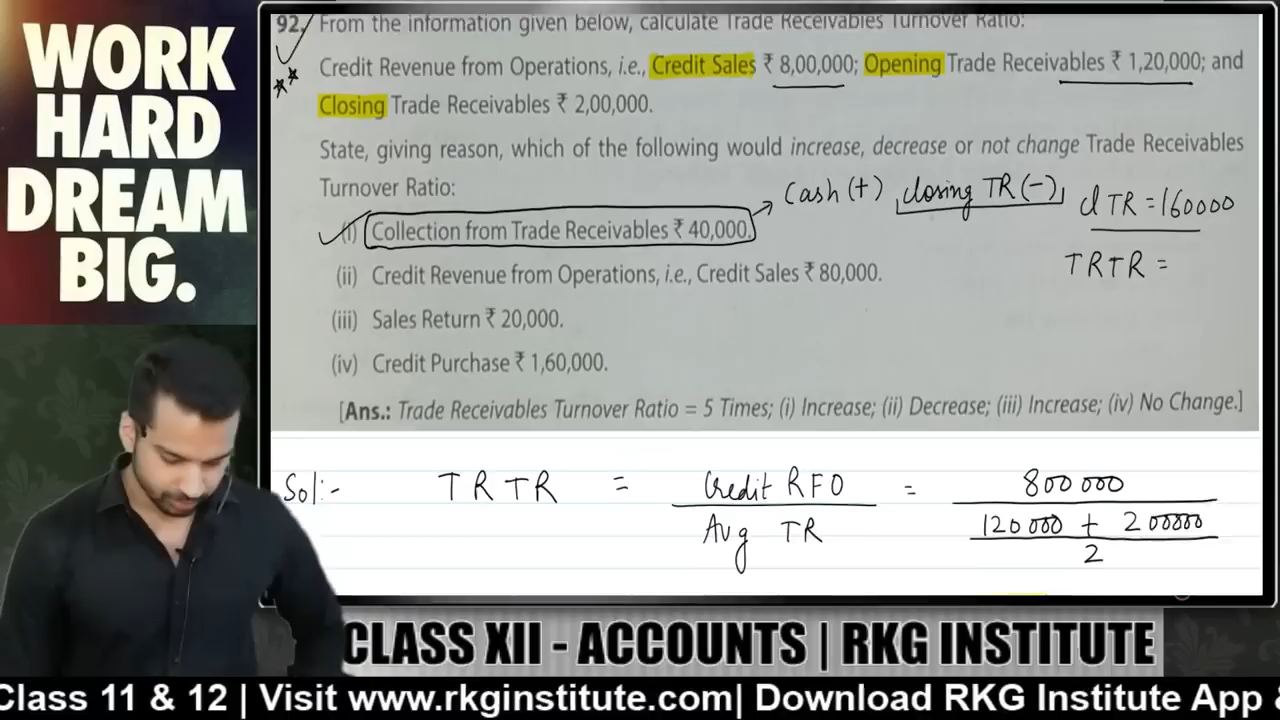 WORK
HARD
DREAM
BIG.
92. From the information given below, calculate Trade Receivables Turnover Ratio:
Credit Revenue from Operations, i.e., Credit Sales ₹ 8,00,000; Opening Trade Receivables ₹ 1,20,000; and
Closing Trade Receivables ₹ 2,00,000.
State, giving reason, which of the following would increase, decrease or not change Trade Receivables
Turnover Ratio:
(i) Collection from Trade Receivables ₹ 40,000.
Cash (+) closing TR (-)
cl TR = 160000
TRTR =
(ii) Credit Revenue from Operations, i.e., Credit Sales ₹ 80,000.
(iii) Sales Return ₹ 20,000.
(iv) Credit Purchase ₹ 1,60,000.
[Ans.: Trade Receivables Turnover Ratio = 5 Times; (i) Increase; (ii) Decrease; (iii) Increase; (iv) No Change.]
Sol:- TRTR = Credit RFO = 800000
Avg TR 120000 + 200000
2
CLASS XII - ACCOUNTS | RKG INSTITUTE
Class 11 & 12 | Visit www.rkginstitute.com| Download RKG Institute App &